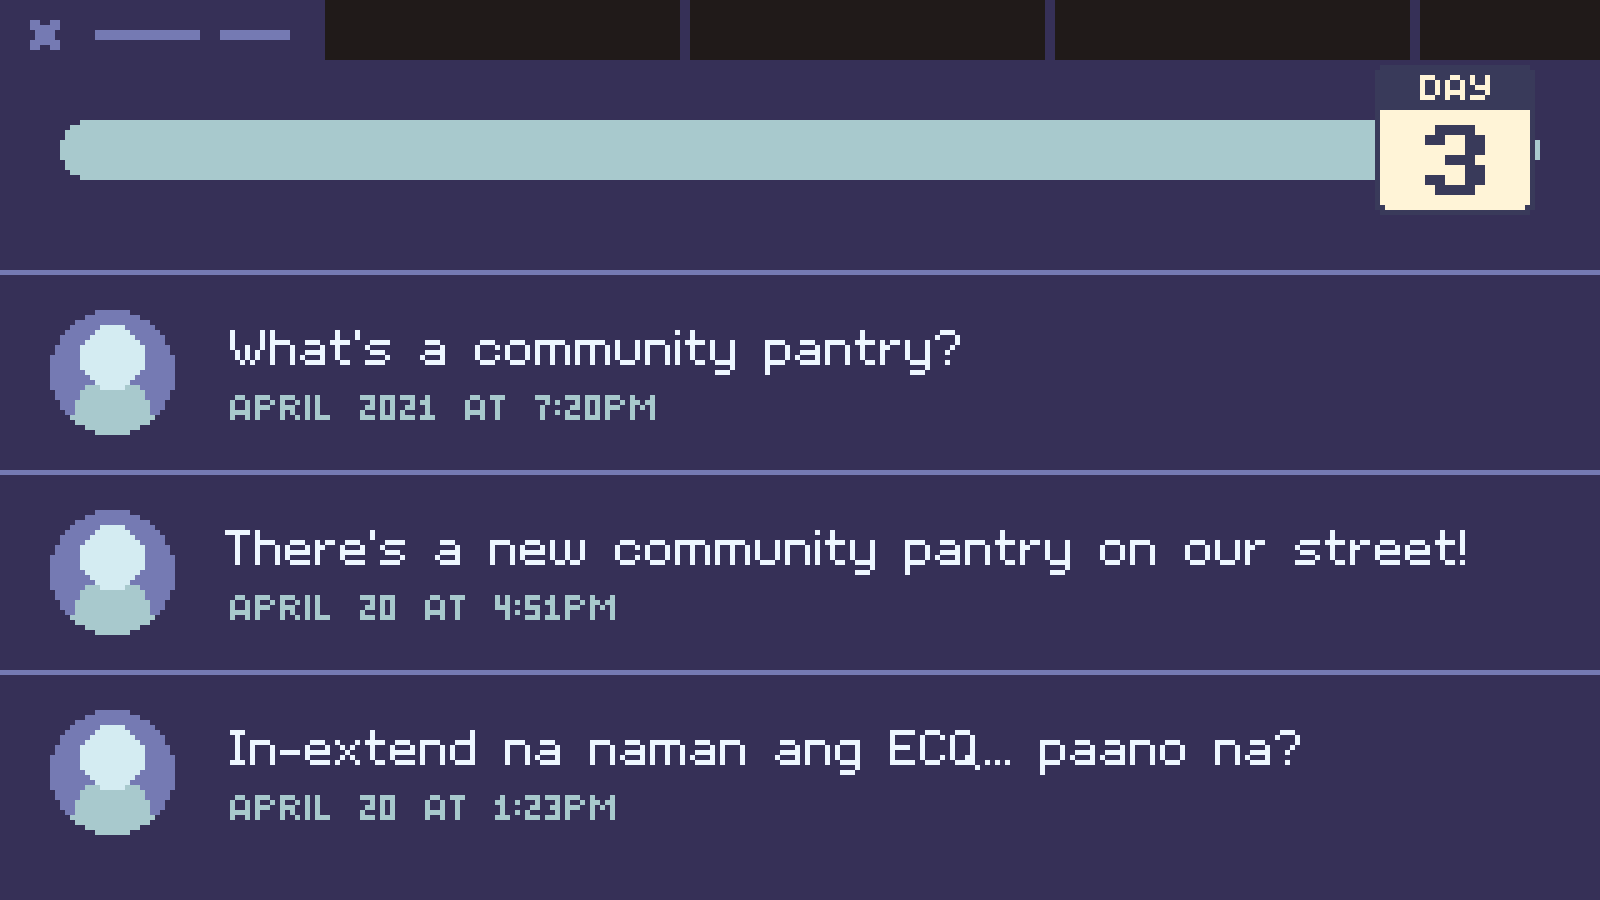 DAY
3
What's a community pantry?
APRIL 2021 AT 7:20PM
There's a new community pantry on our street!
APRIL 20 AT 4:51PM
In-extend na naman ang ECQ... paano na?
APRIL 20 AT 1:23PM